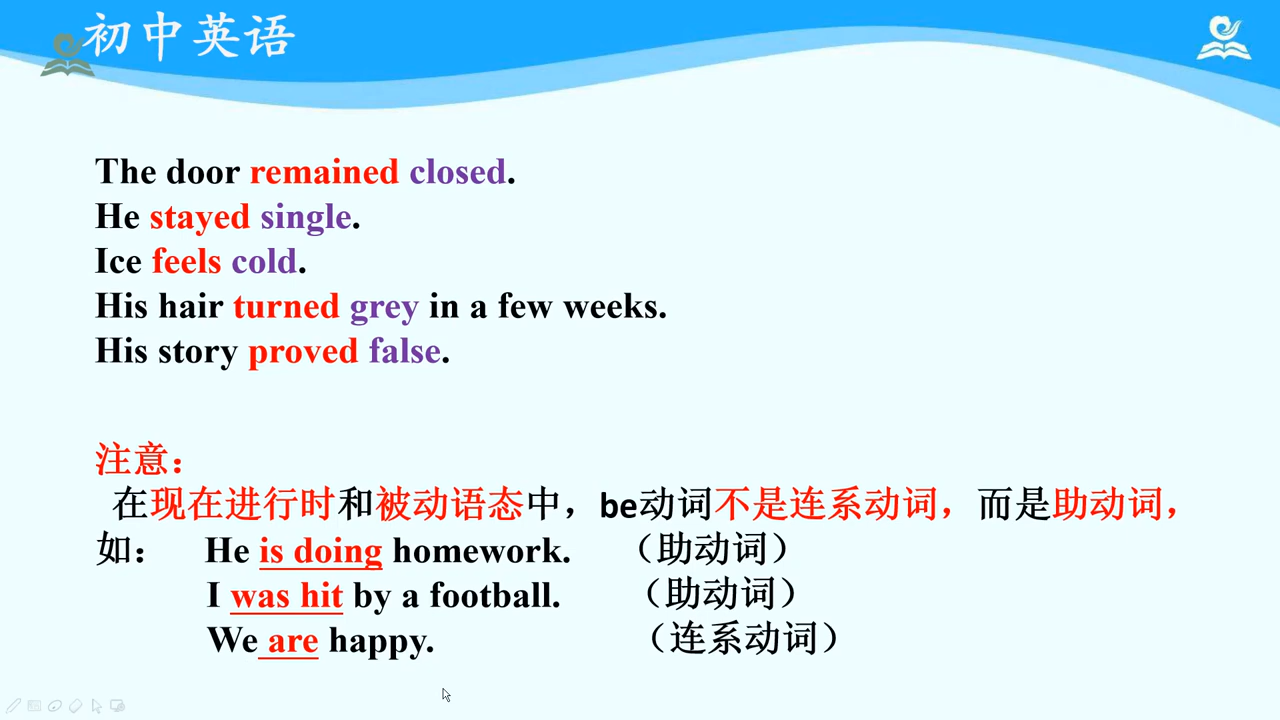 初中英语
The door remained closed.
He stayed single.
Ice feels cold.
His hair turned grey in a few weeks.
His story proved false.
注意：
在现在进行时和被动语态中，be动词不是连系动词，而是助动词，
如： He is doing homework. （助动词）
I was hit by a football. （助动词）
We are happy. （连系动词）